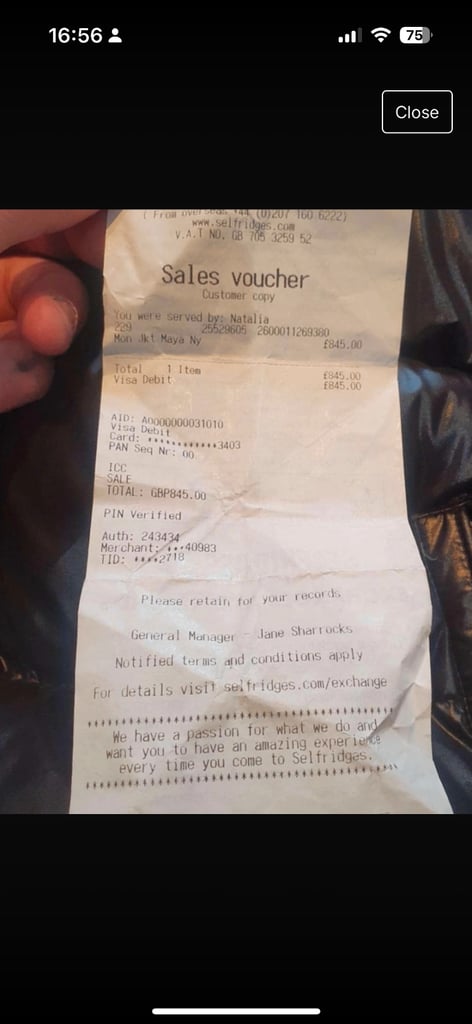 16:56
75
Close
( From overseas +44 (0)207 160 6222)
www.selfridges.com
V.A.T NO. GB 705 3259 52
Sales voucher
Customer copy
You were served by: Natalia
229 25529605 2600011269380
Mon Jkt Maya Ny £845.00
Total 1 Item £845.00
Visa Debit £845.00
AID: A0000000031010
Visa Debit
Card: ************3403
PAN Seq Nr: 00
ICC
SALE
TOTAL: GBP845.00
PIN Verified
Auth: 243434
Merchant: ***40983
TID: ****2718
Please retain for your records
General Manager - Jane Sharrocks
Notified terms and conditions apply
For details visit selfridges.com/exchange
We have a passion for what we do and
want you to have an amazing experience
every time you come to Selfridges.